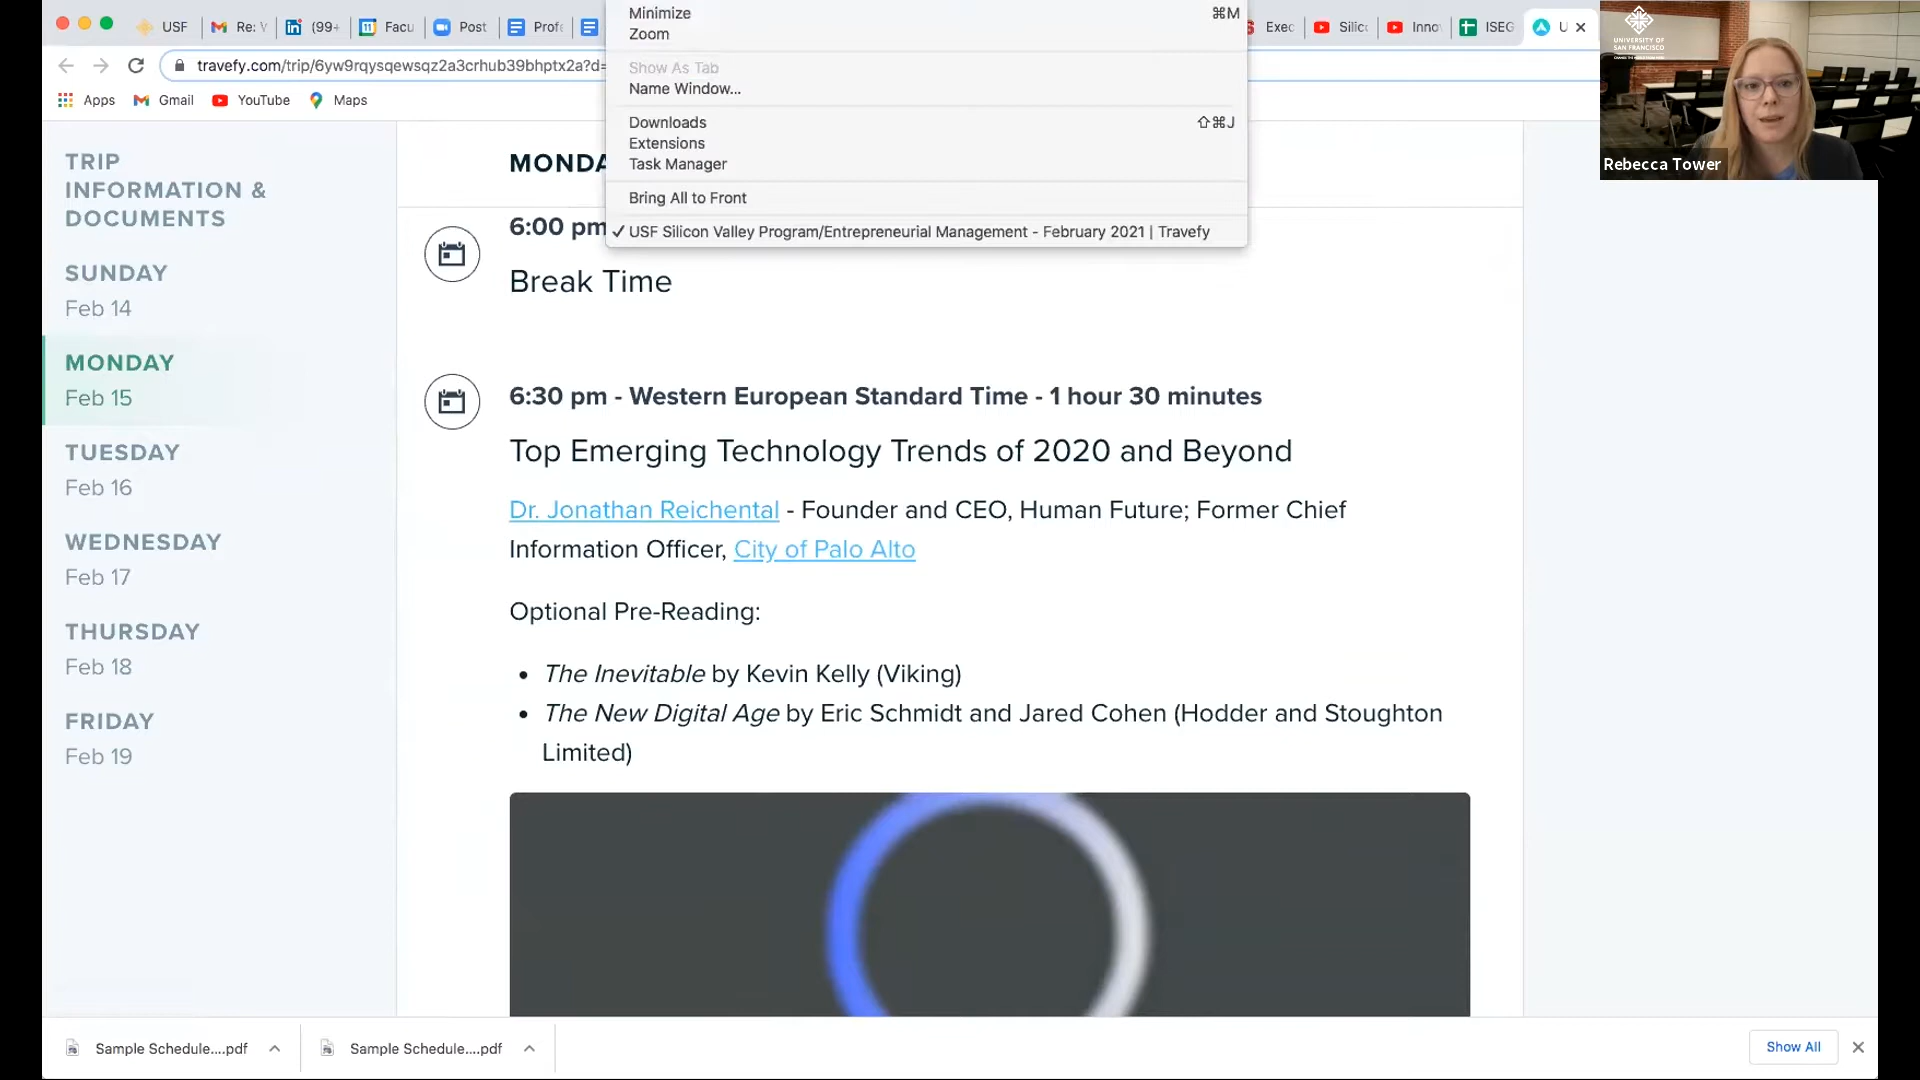 USF
Re: Y
(99+
Facu
Post
Profe
Exec
Silico
Inno
ISEG
U
travefy.com/trip/6yw9rqysqewsqz2a3crhub39bhptx2a?d=
Apps
Gmail
YouTube
Maps
Minimize ⌘M
Zoom
Show As Tab
Name Window...
Downloads ⇧⌘J
Extensions
Task Manager
Bring All to Front
✓ USF Silicon Valley Program/Entrepreneurial Management - February 2021 | Travefy
UNIVERSITY OF
SAN FRANCISCO
Rebecca Tower
TRIP
INFORMATION &
DOCUMENTS
SUNDAY
Feb 14
MONDAY
Feb 15
TUESDAY
Feb 16
WEDNESDAY
Feb 17
THURSDAY
Feb 18
FRIDAY
Feb 19
MONDA
6:00 pm
Break Time
6:30 pm - Western European Standard Time - 1 hour 30 minutes
Top Emerging Technology Trends of 2020 and Beyond
Dr. Jonathan Reichental - Founder and CEO, Human Future; Former Chief
Information Officer, City of Palo Alto
Optional Pre-Reading:
• The Inevitable by Kevin Kelly (Viking)
• The New Digital Age by Eric Schmidt and Jared Cohen (Hodder and Stoughton
Limited)
Sample Schedule....pdf
Sample Schedule....pdf
Show All